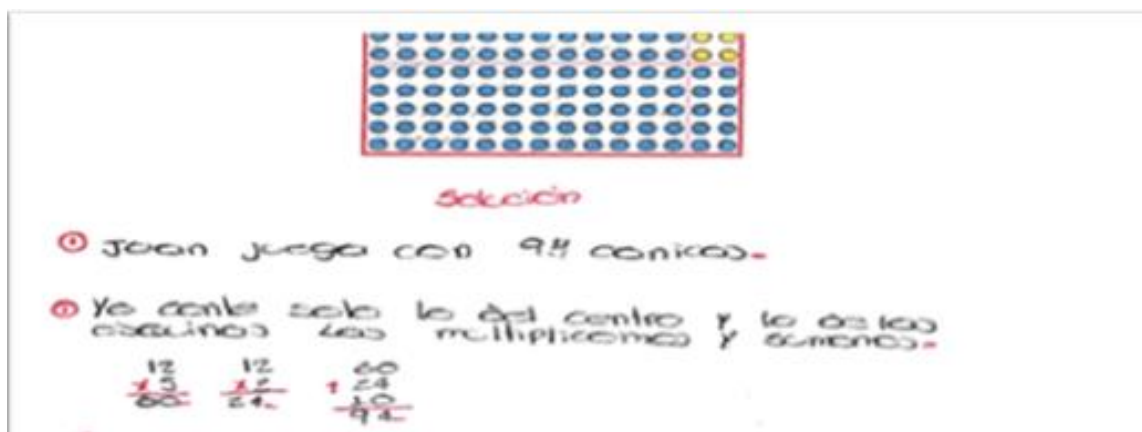 Solución
① Juan juega con 94 canicas.
② Yo conte solo lo del centro y lo de las
esquinas las multiplicamos y sumamos.
12 12 60
x5 x2 + 24
60 24. 10
94